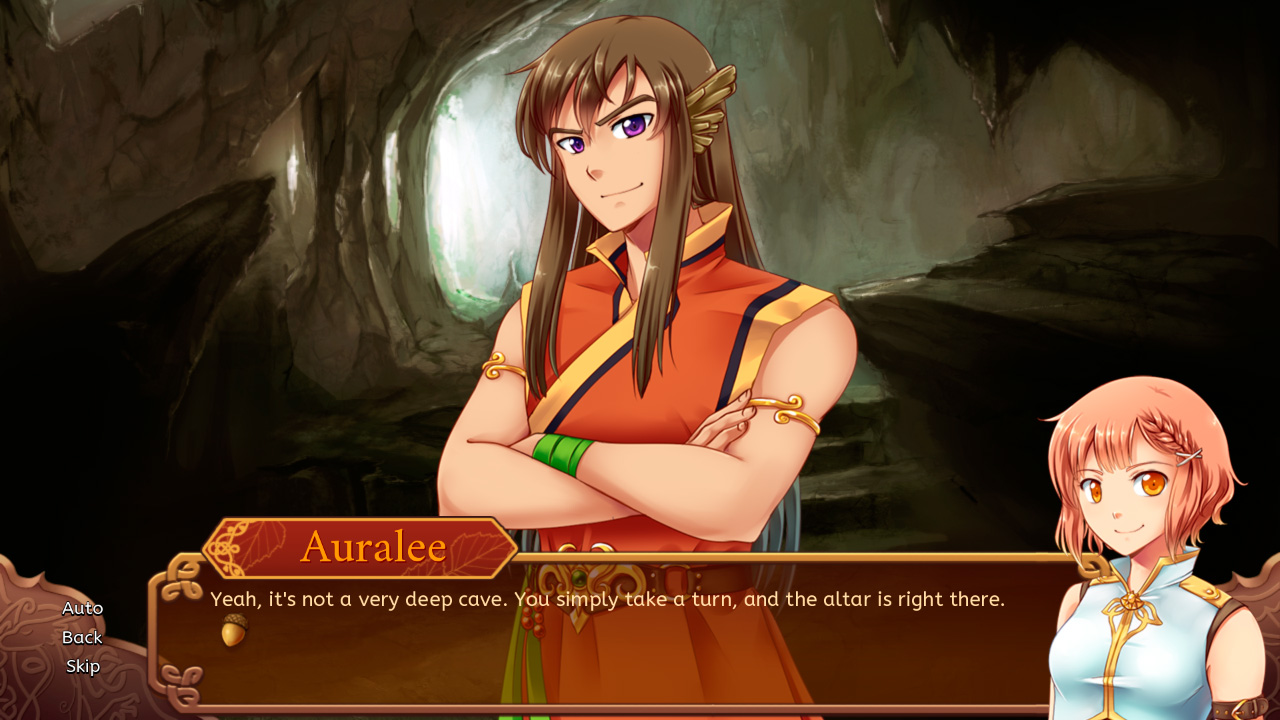 Auralee
Yeah, it's not a very deep cave. You simply take a turn, and the altar is right there.
Auto
Back
Skip